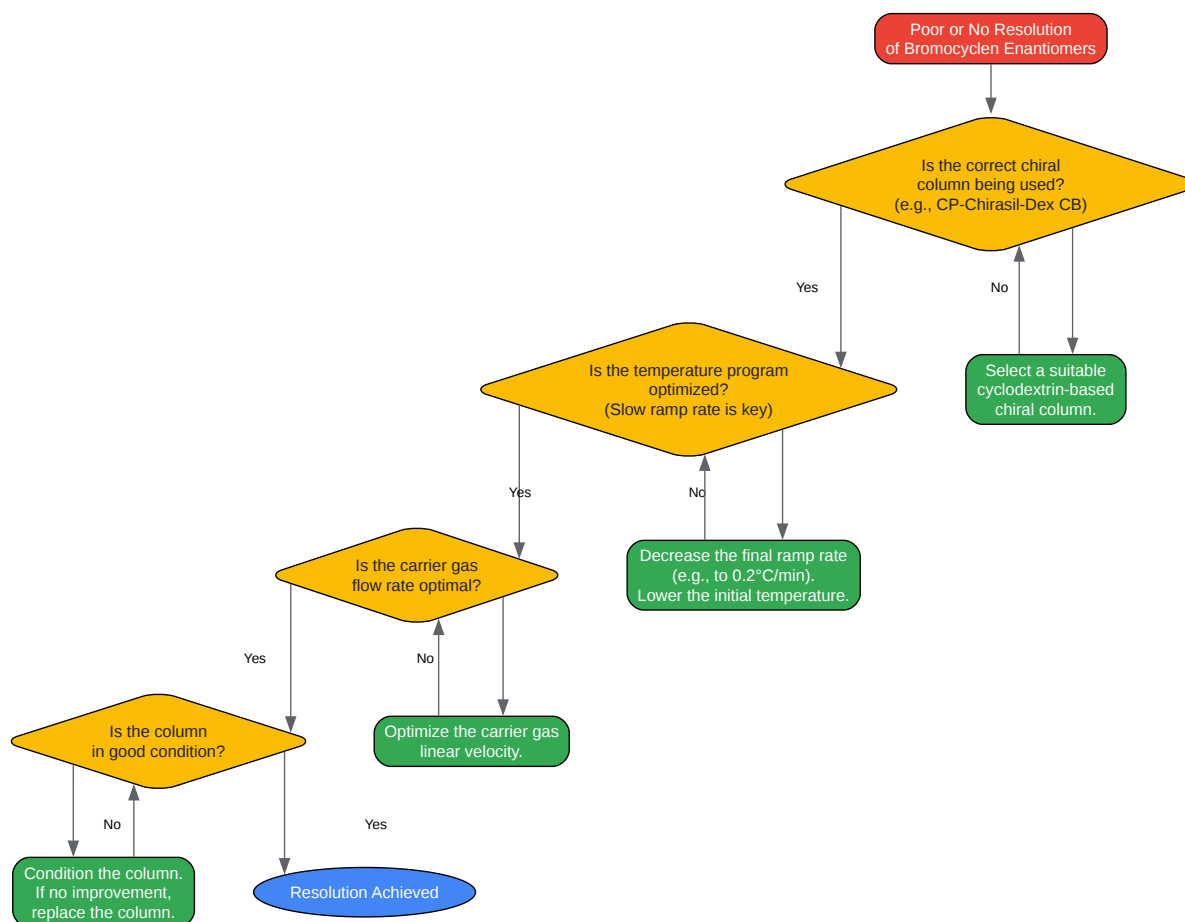 Poor or No Resolution
of Bromocyclen Enantiomers
Is the correct chiral
column being used?
(e.g., CP-Chirasil-Dex CB)
Yes
No
Is the temperature program
optimized?
(Slow ramp rate is key)
Select a suitable
cyclodextrin-based
chiral column.
Yes
No
Is the carrier gas
flow rate optimal?
Decrease the final ramp rate
(e.g., to 0.2°C/min).
Lower the initial temperature.
Yes
No
Is the column
in good condition?
Optimize the carrier gas
linear velocity.
No
Yes
Condition the column.
If no improvement,
replace the column.
Resolution Achieved